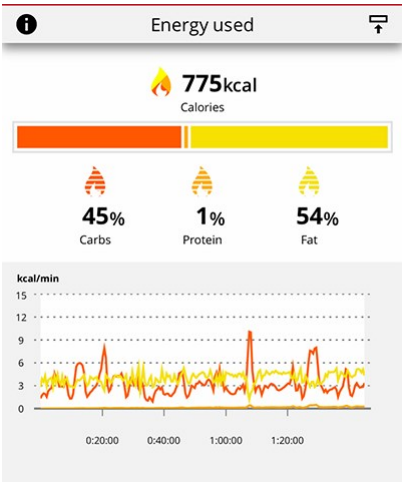 Energy used
775kcal
Calories
45% 1% 54%
Carbs Protein Fat
kcal/min
15
12
9
6
3
0
0:20:00 0:40:00 1:00:00 1:20:00